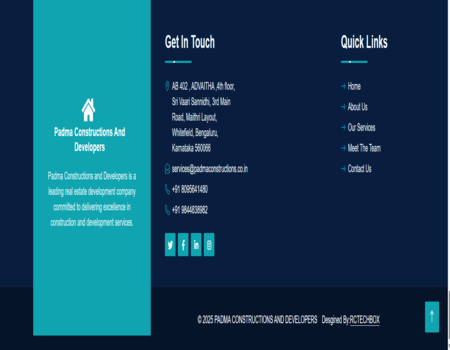 Padma Constructions And
Developers
Padma Constructions and Developers is a
leading real estate development company
committed to delivering excellence in
construction and development services.
Get In Touch
AB 402 , ADVAITHA ,4th floor,
Sri Vaari Sannidhi, 3rd Main
Road, Maithri Layout,
Whitefield, Bengaluru,
Karnataka 560066
services@padmaconstructions.co.in
+91 8095641480
+91 9844838982
Quick Links
Home
About Us
Our Services
Meet The Team
Contact Us
© 2025 PADMA CONSTRUCTIONS AND DEVELOPERS Desgined By:RCTECHBOX